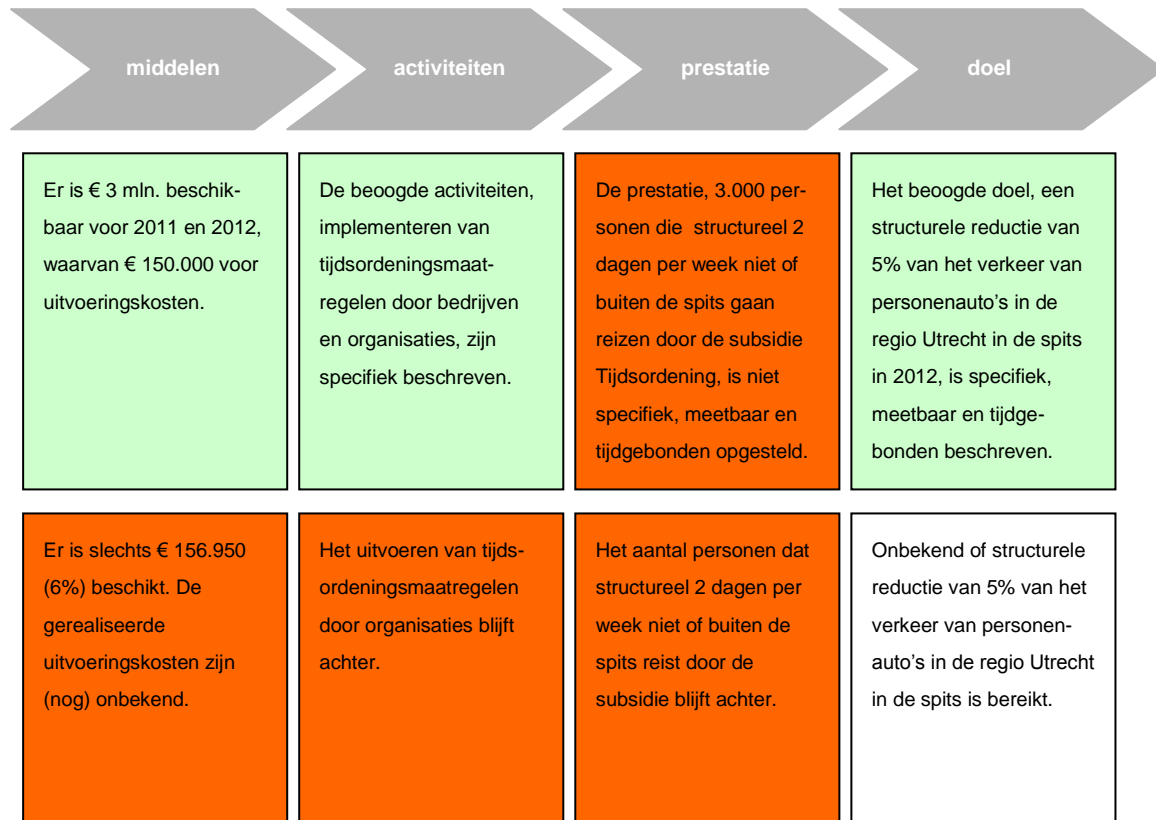 middelen
activiteiten
prestatie
doel
Er is € 3 mln. beschik-
baar voor 2011 en 2012,
waarvan € 150.000 voor
uitvoeringskosten.
De beoogde activiteiten,
implementeren van
tijdsordeningsmaat-
regelen door bedrijven
en organisaties, zijn
specifiek beschreven.
De prestatie, 3.000 per-
sonen die structureel 2
dagen per week niet of
buiten de spits gaan
reizen door de subsidie
Tijdsordening, is niet
specifiek, meetbaar en
tijdgebonden opgesteld.
Het beoogde doel, een
structurele reductie van
5% van het verkeer van
personenauto's in de
regio Utrecht in de spits
in 2012, is specifiek,
meetbaar en tijdge-
bonden beschreven.
Er is slechts € 156.950
(6%) beschikt. De
gerealiseerde
uitvoeringskosten zijn
(nog) onbekend.
Het uitvoeren van tijds-
ordeningsmaatregelen
door organisaties blijft
achter.
Het aantal personen dat
structureel 2 dagen per
week niet of buiten de
spits reist door de
subsidie blijft achter.
Onbekend of structurele
reductie van 5% van het
verkeer van personen-
auto's in de regio Utrecht
in de spits is bereikt.